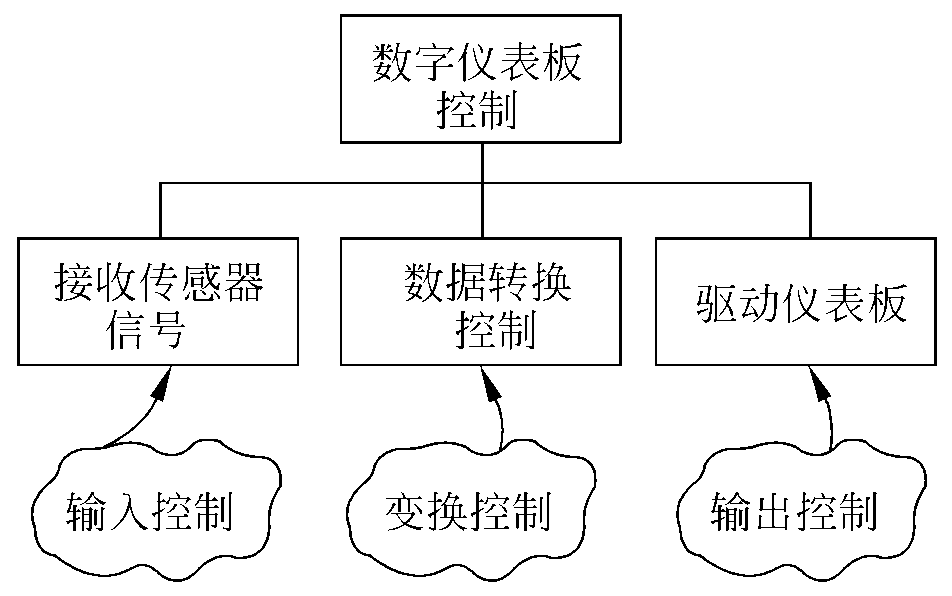 数字仪表板
控制
接收传感器
信号
数据转换
控制
驱动仪表板
输入控制
变换控制
输出控制